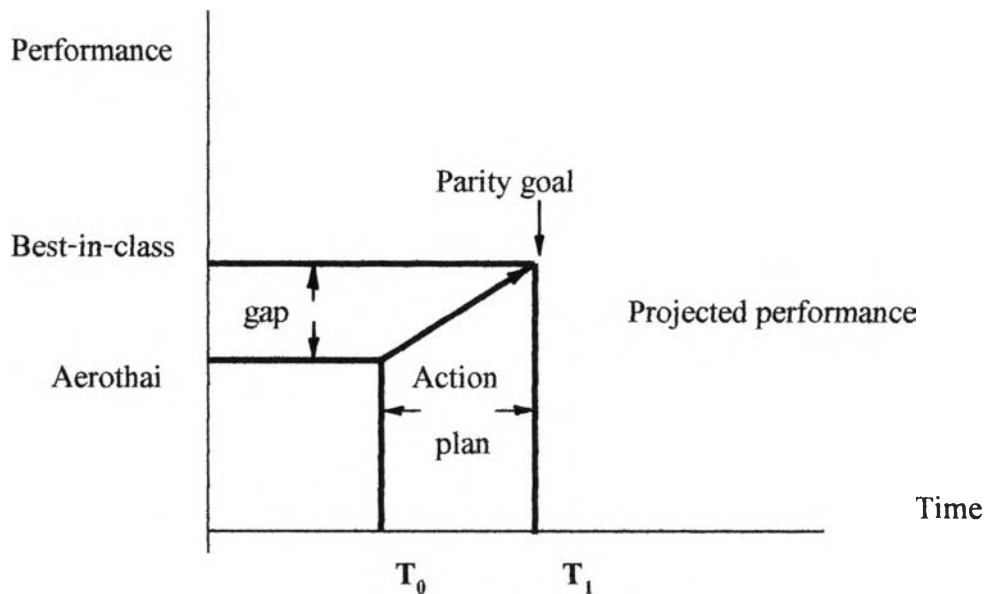 Performance
Parity goal
Best-in-class
gap
Projected performance
Aerothai
Action
plan
Time
T₀
T₁